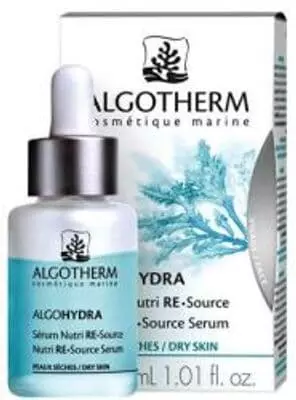 ALGOTHERM
cosmétique marine
HYDRA
Nutri RE•Source
•Source Serum
CHES / DRY SKIN
mL 1.01 fl. oz.
ALGOTHERM
cosmétique marine
ALGOHYDRA
Sérum Nutri RE•Source
Nutri RE•Source Serum
PEAUX SÈCHES / DRY SKIN